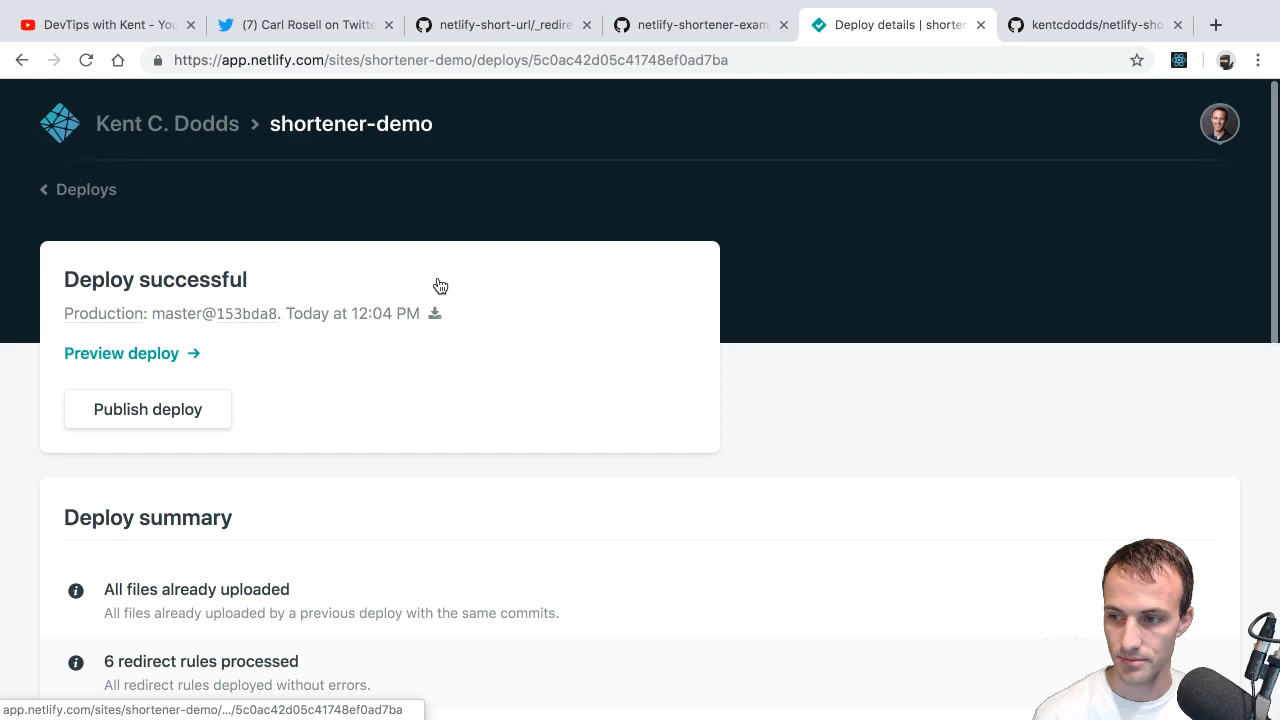 DevTips with Kent - You
(7) Carl Rosell on Twitte
netlify-short-url/_redire
netlify-shortener-exam
Deploy details | shorten
kentcdodds/netlify-sho
https://app.netlify.com/sites/shortener-demo/deploys/5c0ac42d05c41748ef0ad7ba
Kent C. Dodds > shortener-demo
Deploys
Deploy successful
Production: master@153bda8. Today at 12:04 PM
Preview deploy →
Publish deploy
Deploy summary
All files already uploaded
All files already uploaded by a previous deploy with the same commits.
6 redirect rules processed
All redirect rules deployed without errors.
app.netlify.com/sites/shortener-demo/.../5c0ac42d05c41748ef0ad7ba